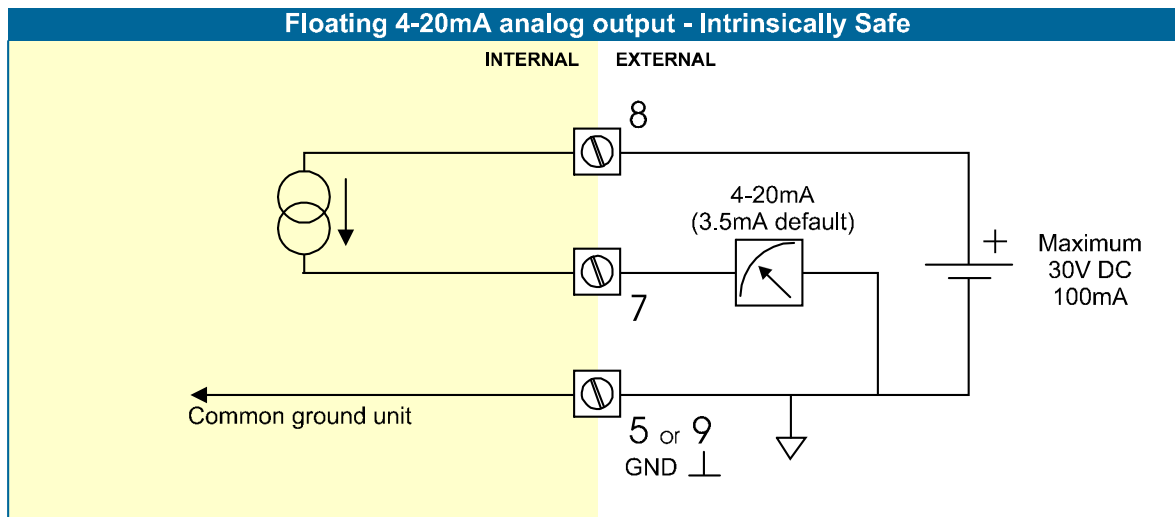 Floating 4-20mA analog output - Intrinsically Safe
INTERNAL
EXTERNAL
8
4-20mA
(3.5mA default)
+
Maximum
30V DC
100mA
7
Common ground unit
5 or 9
GND